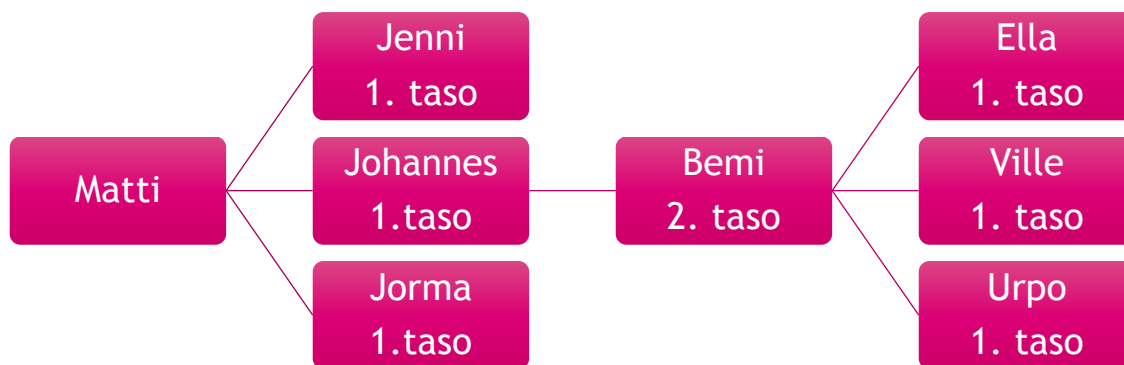 Matti
Jenni
1. taso
Johannes
1.taso
Jorma
1.taso
Bemi
2. taso
Ella
1. taso
Ville
1. taso
Urpo
1. taso